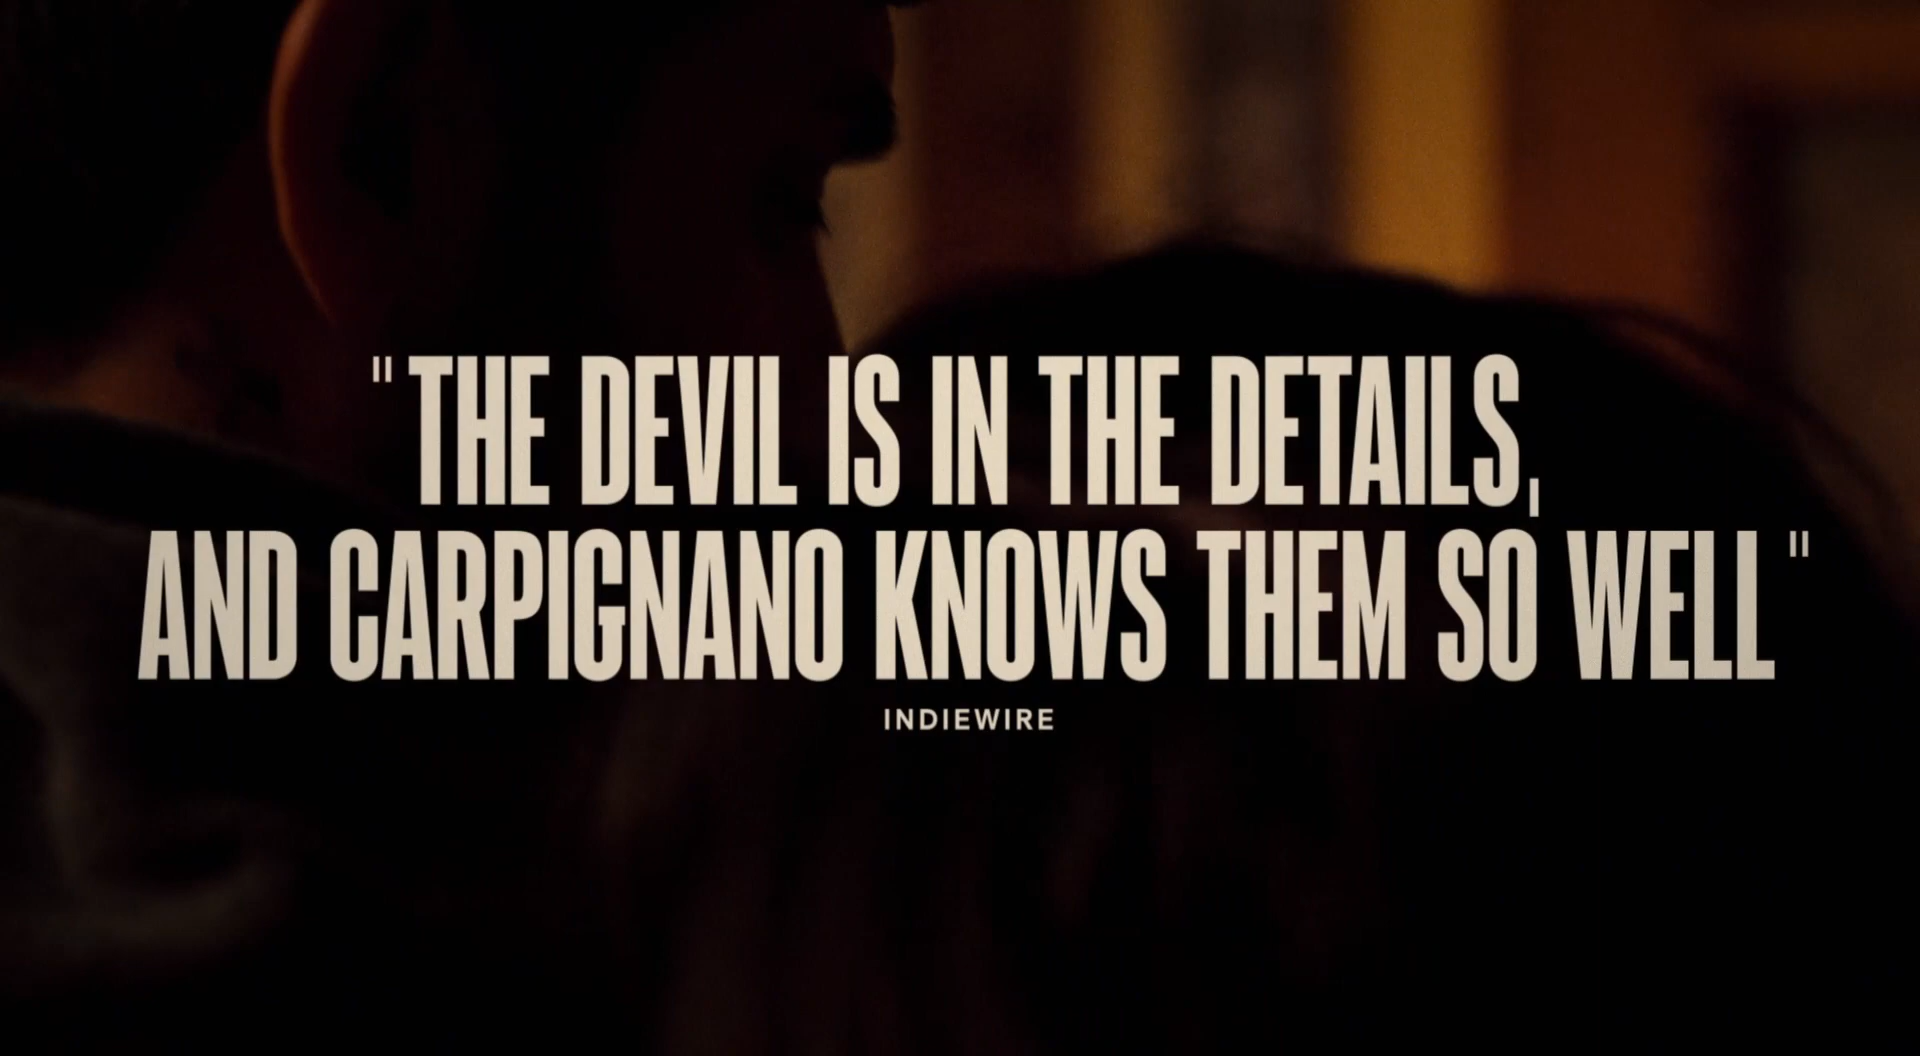 "THE DEVIL IS IN THE DETAILS,
AND CARPIGNANO KNOWS THEM SO WELL"
INDIEWIRE